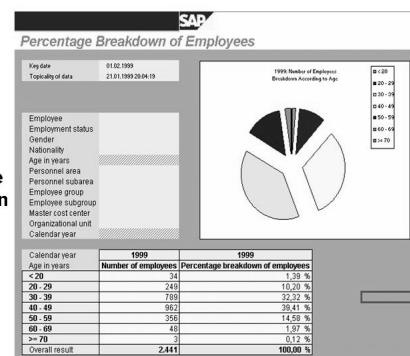 SAP
Percentage Breakdown of Employees
Key date 01.02.1999
Topicality of data 21.01.1999 20:04:19
1999: Number of Employees
Breakdown According to Age
< 20
20 - 29
30 - 39
40 - 49
50 - 59
60 - 69
>= 70
Employee
Employment status
Gender
Nationality
Age in years
Personnel area
Personnel subarea
Employee group
Employee subgroup
Master cost center
Organizational unit
Calendar year
e
n
Calendar year 1999 1999
Age in years Number of employees Percentage breakdown of employees
< 20 34 1,39 %
20 - 29 249 10,20 %
30 - 39 789 32,32 %
40 - 49 962 39,41 %
50 - 59 356 14,58 %
60 - 69 48 1,97 %
>= 70 3 0,12 %
Overall result 2.441 100,00 %